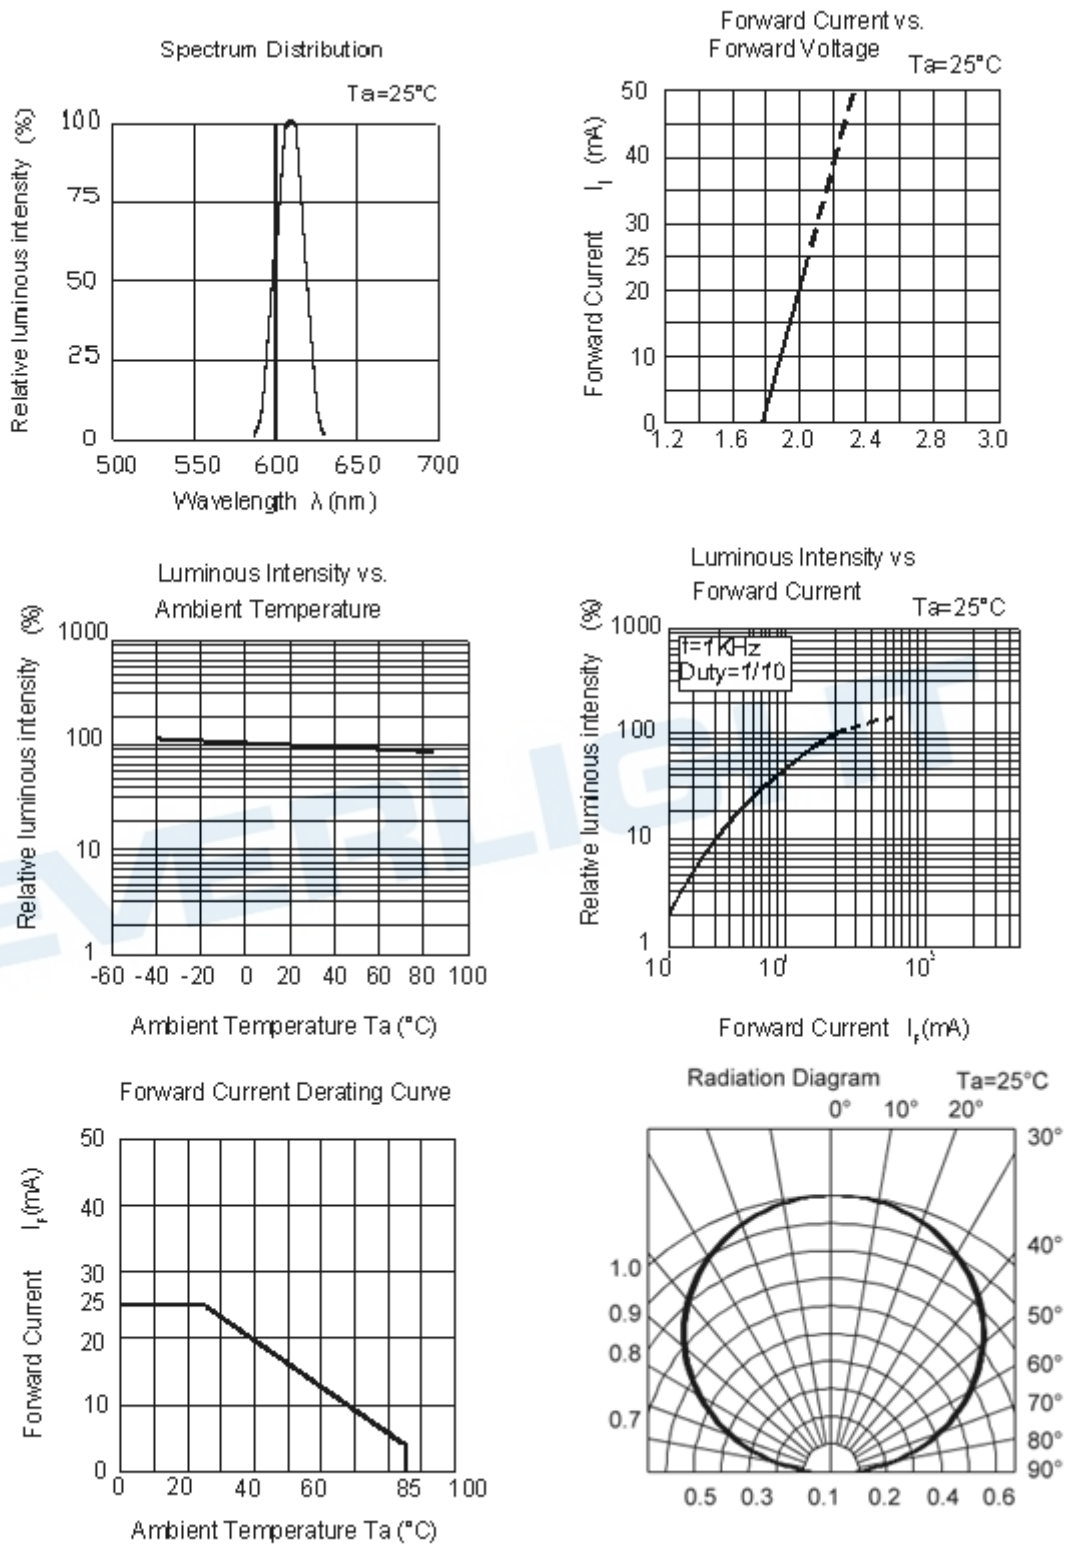 Spectrum Distribution
Ta=25°C
Relative luminous intensity (%)
100
75
50
25
0
500 550 600 650 700
Wavelength λ (nm)
Forward Current vs.
Forward Voltage
Ta=25°C
Forward Current I (mA)
50
40
30
25
20
10
0
1.2 1.6 2.0 2.4 2.8 3.0
Luminous Intensity vs.
Ambient Temperature
Relative luminous intensity (%)
1000
100
10
1
-60 -40 -20 0 20 40 60 80 100
Ambient Temperature Ta (°C)
Luminous Intensity vs
Forward Current
Ta=25°C
Relative luminous intensity (%)
1000
100
10
1
f=1KHz
Duty=1/10
10 10¹ 10²
Forward Current IF(mA)
EVERLIGHT
Forward Current Derating Curve
Forward Current IF(mA)
50
40
30
25
20
10
0
0 20 40 60 85 100
Ambient Temperature Ta (°C)
Radiation Diagram
Ta=25°C
0° 10° 20°
30°
40°
50°
60°
70°
80°
90°
1.0
0.9
0.8
0.7
0.5 0.3 0.1 0.2 0.4 0.6